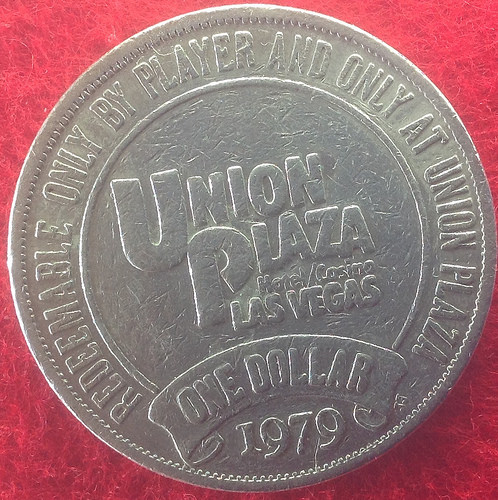 REDEEMABLE ONLY BY PLAYER AND ONLY AT UNION PLAZA
UNION
PLAZA
Hotel/Casino
LAS VEGAS
ONE DOLLAR
1979